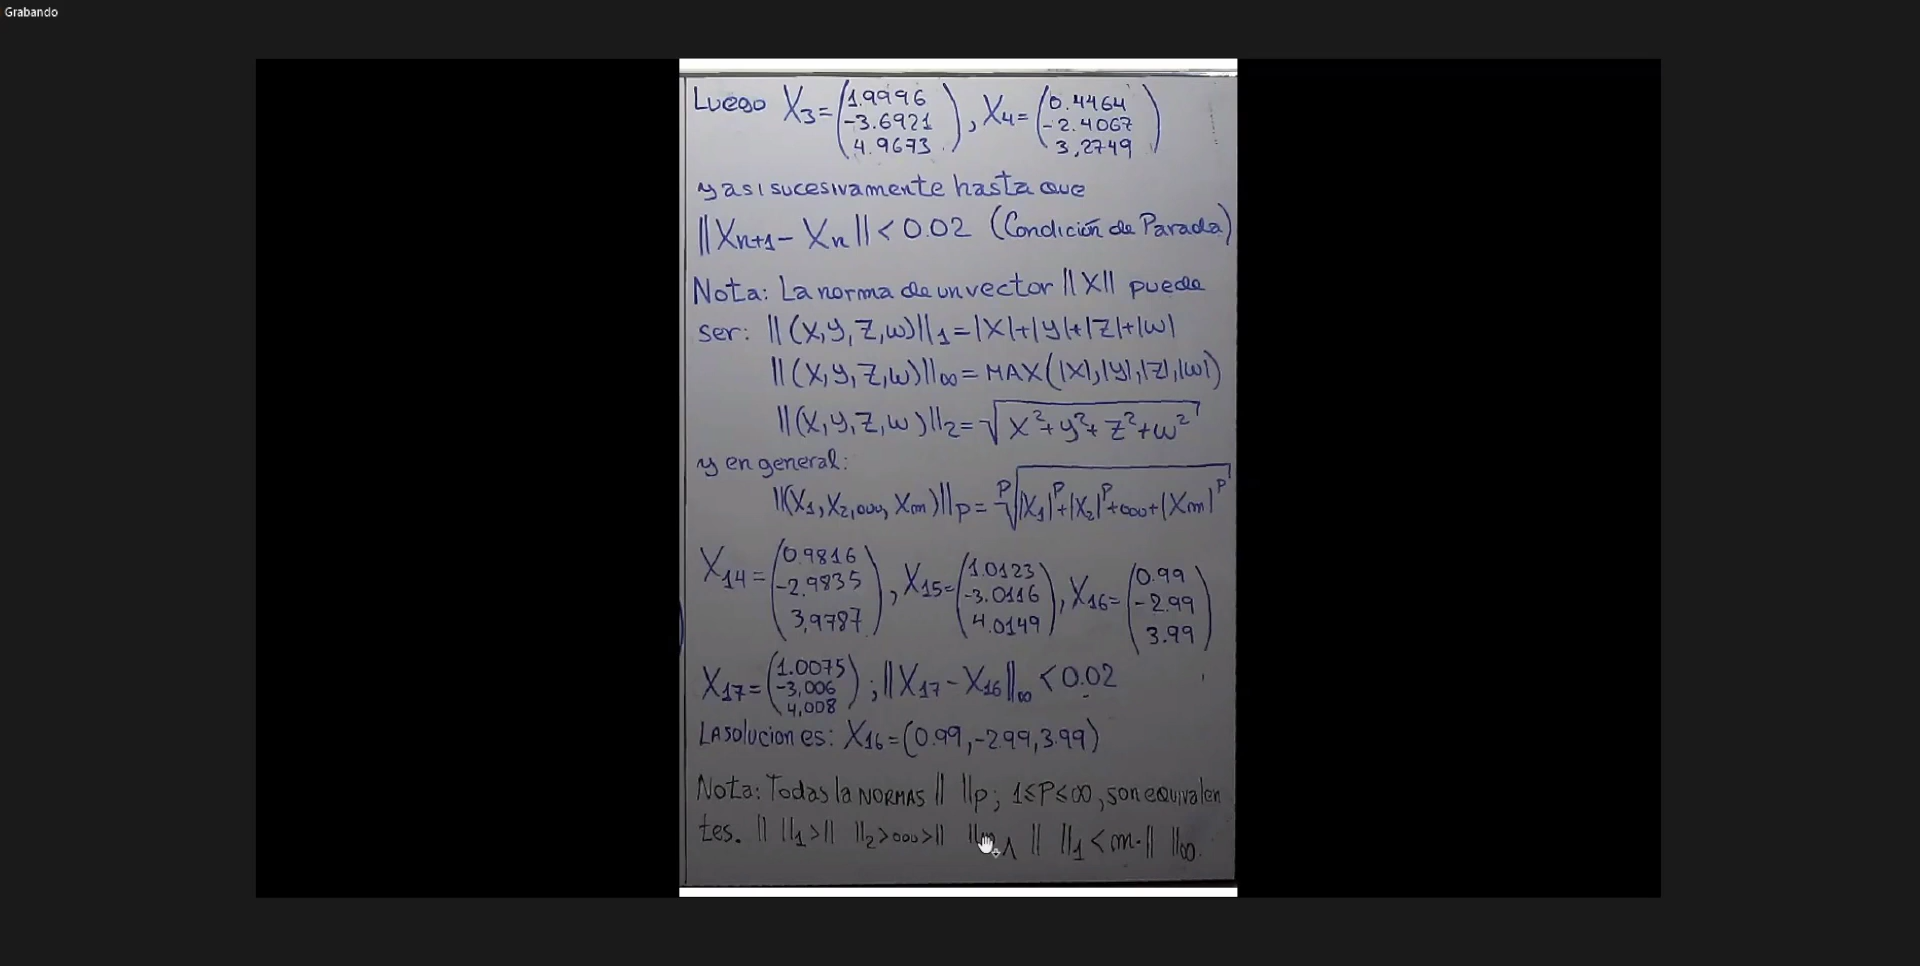 Grabando
Luego X3 = (1.9996 -3.6921 4.9673), X4 = (0.4464 -2.4067 3,2749)
y asi sucesivamente hasta que
||Xn+1 - Xn|| < 0.02 (Condición de Parada)
Nota: La norma de un vector ||X|| puede
ser: ||(X,y,Z,w)||1 = |X|+|y|+|Z|+|w|
||(X,y,Z,w)||∞ = MAX(|X|,|y|,|Z|,|w|)
||(X,y,Z,w)||2 = √(X²+y²+Z²+w²)
y en general:
||(X1,X2,ooo,Xm)||p = ᴾ√(|X1|ᴾ+|X2|ᴾ+ooo+|Xm|ᴾ)
X14 = (0.9816 -2.9835 3,9787), X15 = (1.0123 -3.0116 4.0149), X16 = (0.99 -2.99 3.99)
X17 = (1.0075 -3,006 4,008); ||X17 - X16||∞ < 0.02
La solucion es: X16 = (0.99,-2.99,3.99)
Nota: Todas la NORMAS || ||p; 1≤P≤∞, son equivalen
tes. || ||1 > || ||2 > ooo > || || ∧ || ||1 < m·|| ||∞.